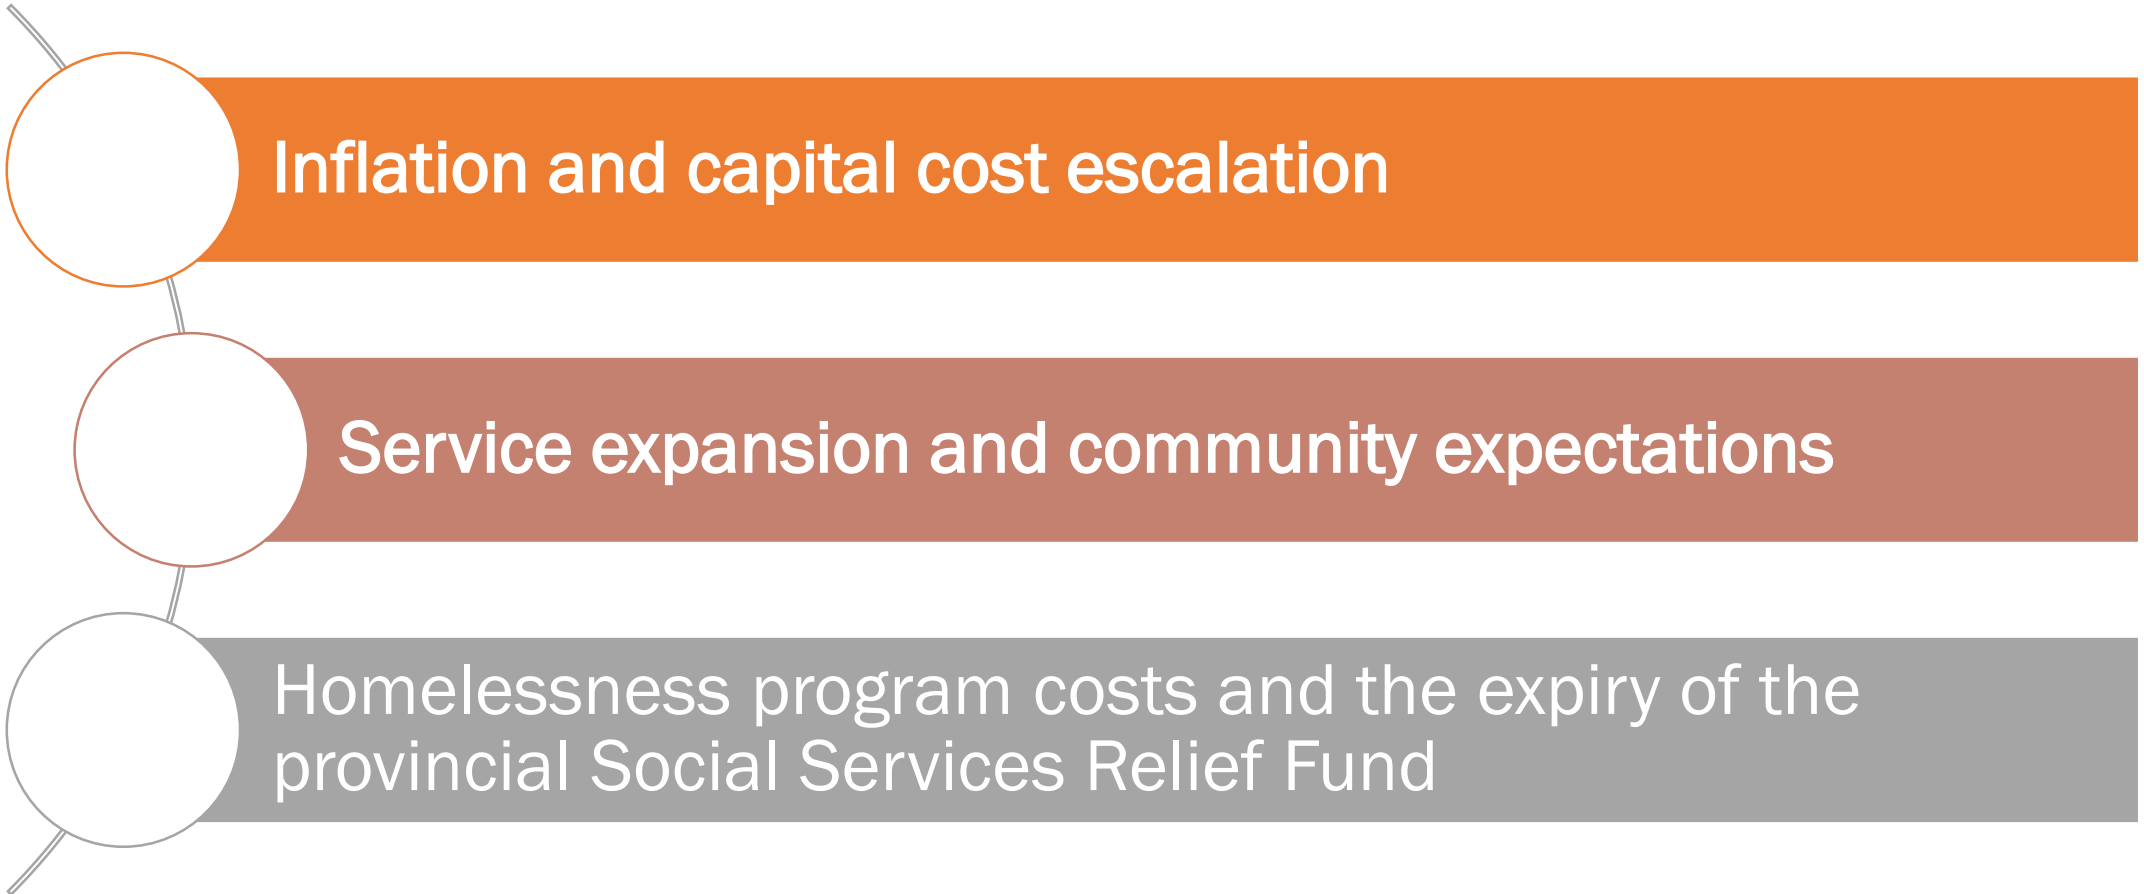 Inflation and capital cost escalation
Service expansion and community expectations
Homelessness program costs and the expiry of the
provincial Social Services Relief Fund